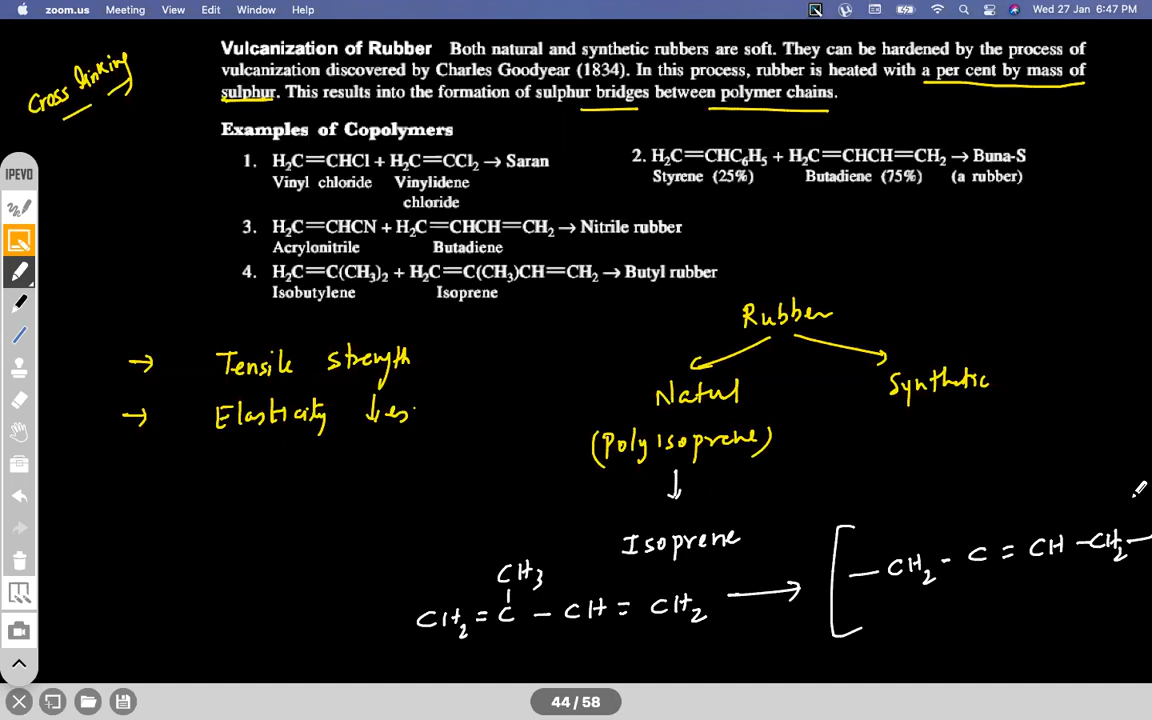 zoom.us Meeting View Edit Window Help Wed 27 Jan 6:47 PM
Cross linking
Vulcanization of Rubber Both natural and synthetic rubbers are soft. They can be hardened by the process of
vulcanization discovered by Charles Goodyear (1834). In this process, rubber is heated with a per cent by mass of
sulphur. This results into the formation of sulphur bridges between polymer chains.
Examples of Copolymers
1. H₂C=CHCl + H₂C=CCl₂ → Saran
Vinyl chloride Vinylidene
chloride
2. H₂C=CHC₆H₅ + H₂C=CHCH=CH₂ → Buna-S
Styrene (25%) Butadiene (75%) (a rubber)
3. H₂C=CHCN + H₂C=CHCH=CH₂ → Nitrile rubber
Acrylonitrile Butadiene
4. H₂C=C(CH₃)₂ + H₂C=C(CH₃)CH=CH₂ → Butyl rubber
Isobutylene Isoprene
IPEVO
→ Tensile strength
→ Elasticity ↓es.
Rubber
Natul Synthetic
(Polyisoprene)
↓
Isoprene
CH₃
CH₂ = C - CH = CH₂ → [ - CH₂ - C = CH - CH₂ -
44 / 58